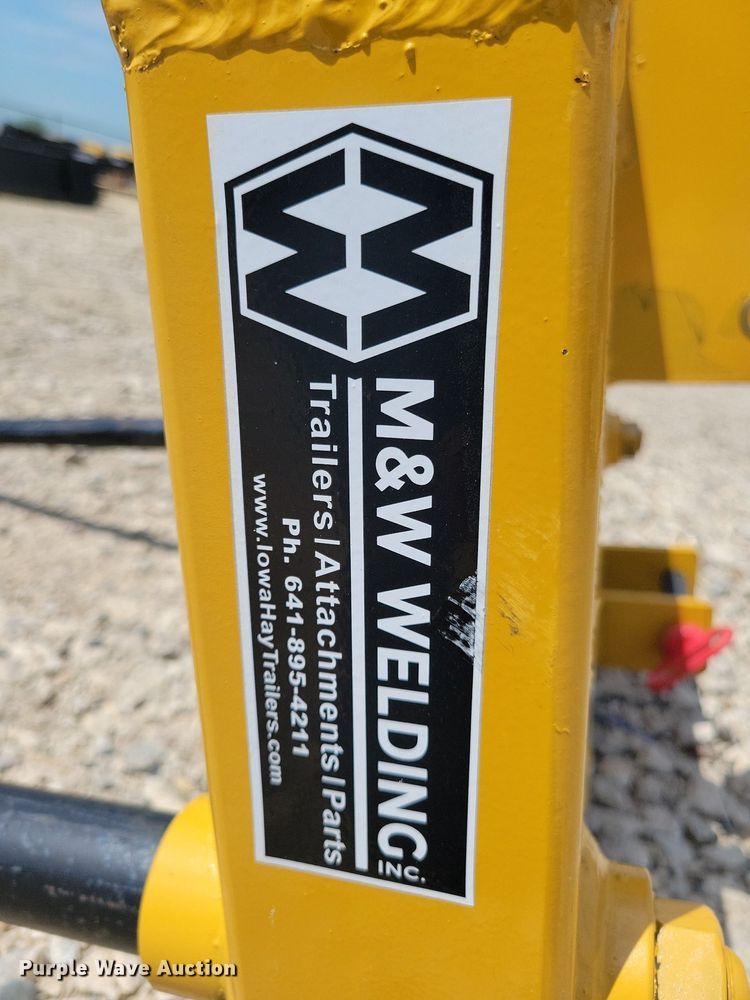 M&W WELDING INC.
Trailers | Attachments | Parts
Ph. 641-895-4211
www.IowaHayTrailers.com
Purple Wave Auction